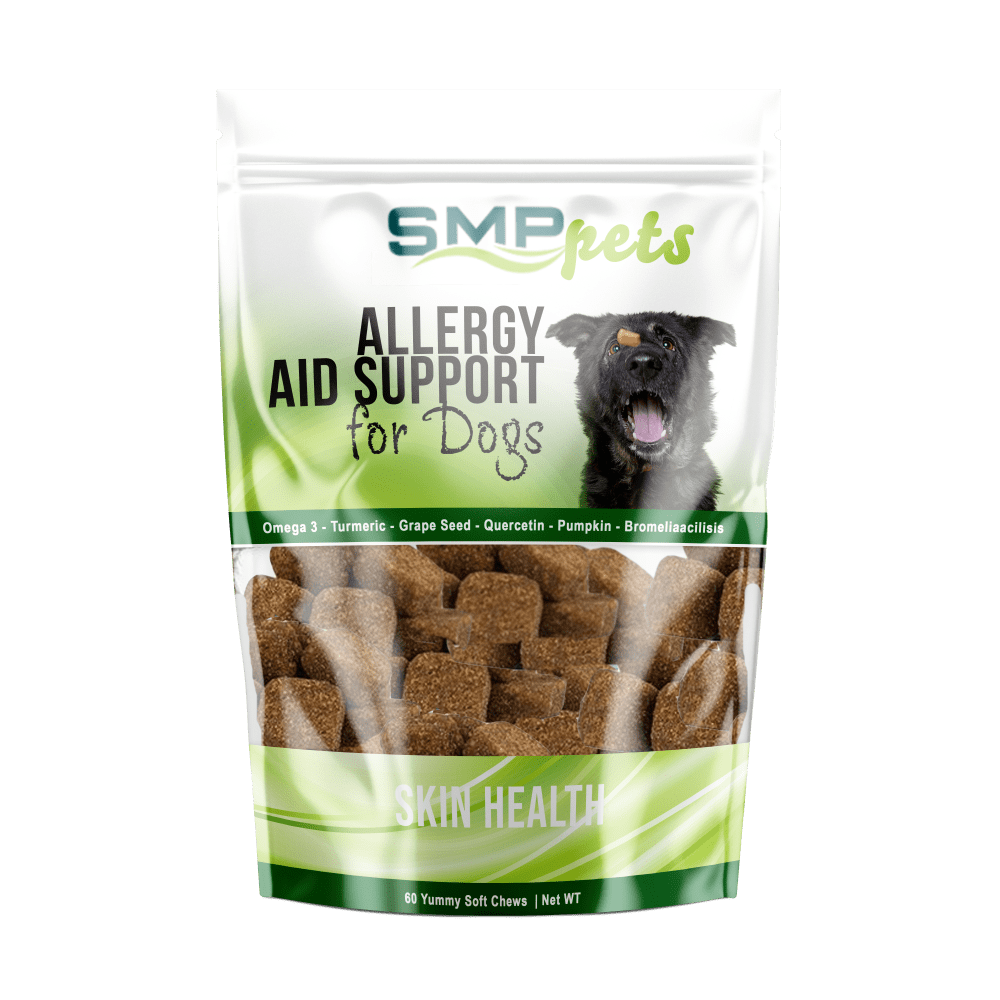 SMPpets
ALLERGY
AID SUPPORT
for Dogs
Omega 3 - Turmeric - Grape Seed - Quercetin - Pumpkin - Bromeliaacilisis
SKIN HEALTH
60 Yummy Soft Chews | Net WT